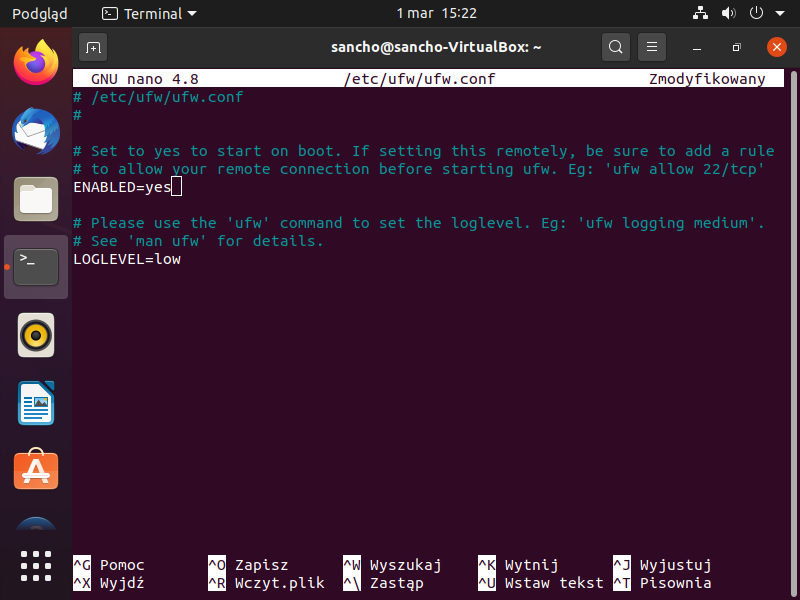 Podgląd Terminal 1 mar 15:22
sancho@sancho-VirtualBox: ~
GNU nano 4.8 /etc/ufw/ufw.conf Zmodyfikowany
# /etc/ufw/ufw.conf
#
# Set to yes to start on boot. If setting this remotely, be sure to add a rule
# to allow your remote connection before starting ufw. Eg: 'ufw allow 22/tcp'
ENABLED=yes
# Please use the 'ufw' command to set the loglevel. Eg: 'ufw logging medium'.
# See 'man ufw' for details.
LOGLEVEL=low
^G Pomoc ^O Zapisz ^W Wyszukaj ^K Wytnij ^J Wyjustuj
^X Wyjdź ^R Wczyt.plik ^\ Zastąp ^U Wstaw tekst ^T Pisownia